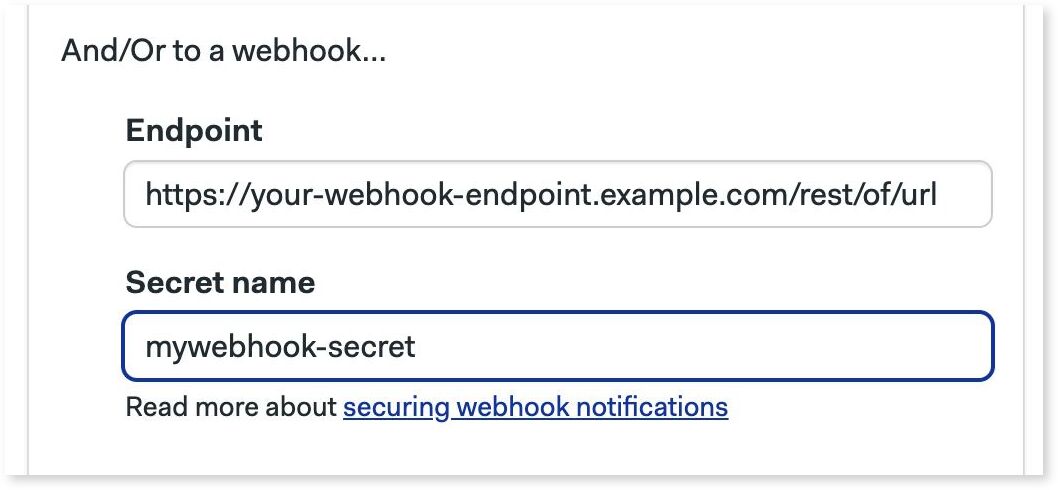 And/Or to a webhook...
Endpoint
https://your-webhook-endpoint.example.com/rest/of/url
Secret name
mywebhook-secret
Read more about securing webhook notifications